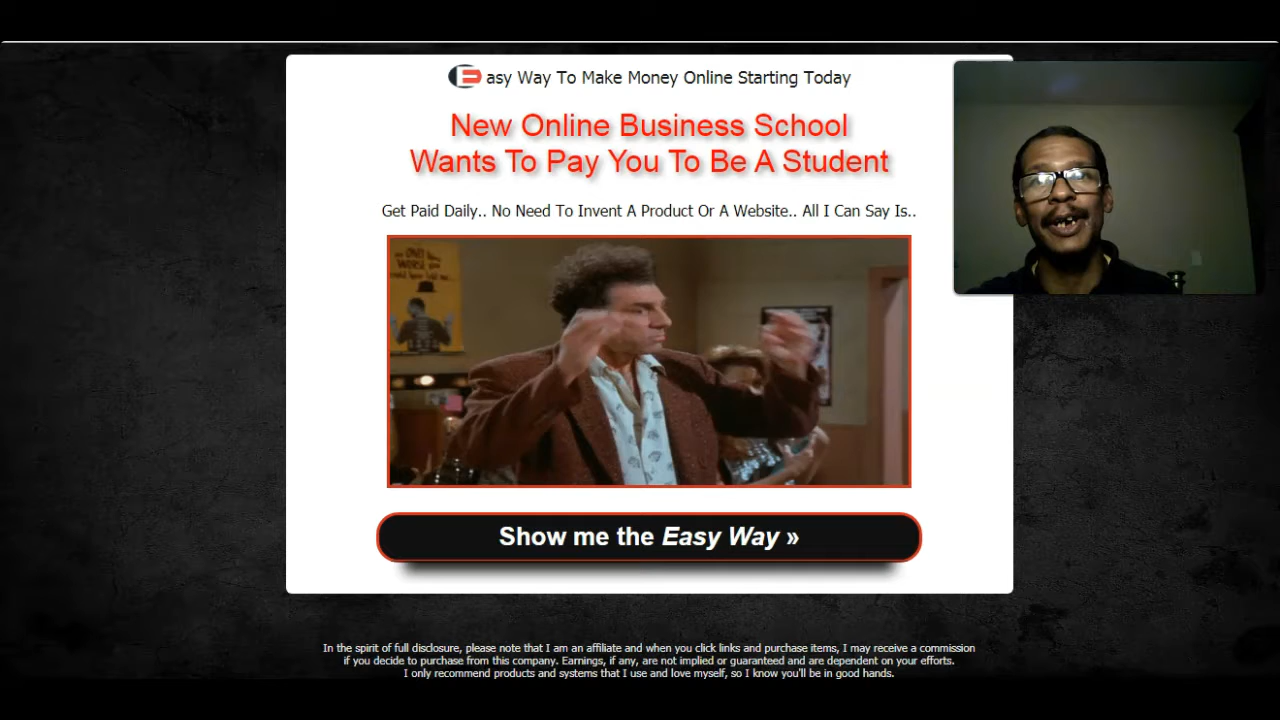 Easy Way To Make Money Online Starting Today
New Online Business School
Wants To Pay You To Be A Student
Get Paid Daily.. No Need To Invent A Product Or A Website.. All I Can Say Is..
Show me the Easy Way »
In the spirit of full disclosure, please note that I am an affiliate and when you click links and purchase items, I may receive a commission
if you decide to purchase from this company. Earnings, if any, are not implied or guaranteed and are dependent on your efforts.
I only recommend products and systems that I use and love myself, so I know you'll be in good hands.